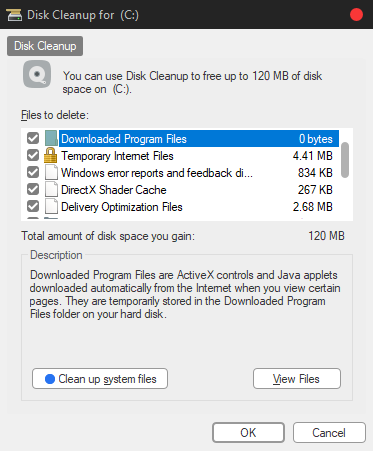 Disk Cleanup for (C:)
Disk Cleanup
You can use Disk Cleanup to free up to 120 MB of disk
space on (C:).
Files to delete:
Downloaded Program Files 0 bytes
Temporary Internet Files 4.41 MB
Windows error reports and feedback di... 834 KB
DirectX Shader Cache 267 KB
Delivery Optimization Files 2.68 MB
Total amount of disk space you gain: 120 MB
Description
Downloaded Program Files are ActiveX controls and Java applets
downloaded automatically from the Internet when you view certain
pages. They are temporarily stored in the Downloaded Program
Files folder on your hard disk.
Clean up system files View Files
OK Cancel